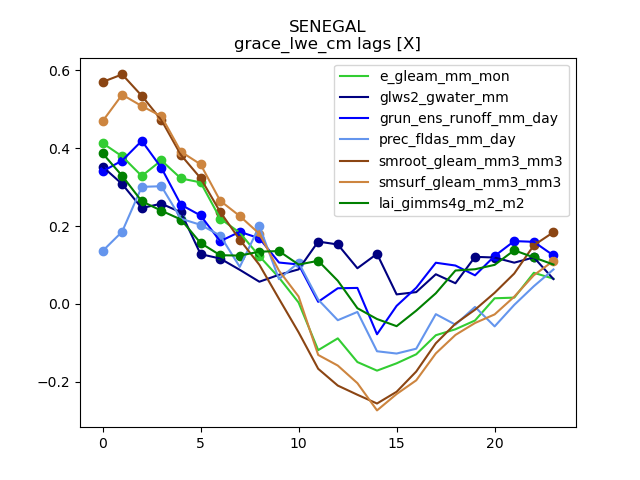 SENEGAL
grace_lwe_cm lags [X]
0.6
0.4
0.2
0.0
−0.2
0
5
10
15
20
e_gleam_mm_mon
glws2_gwater_mm
grun_ens_runoff_mm_day
prec_fldas_mm_day
smroot_gleam_mm3_mm3
smsurf_gleam_mm3_mm3
lai_gimms4g_m2_m2